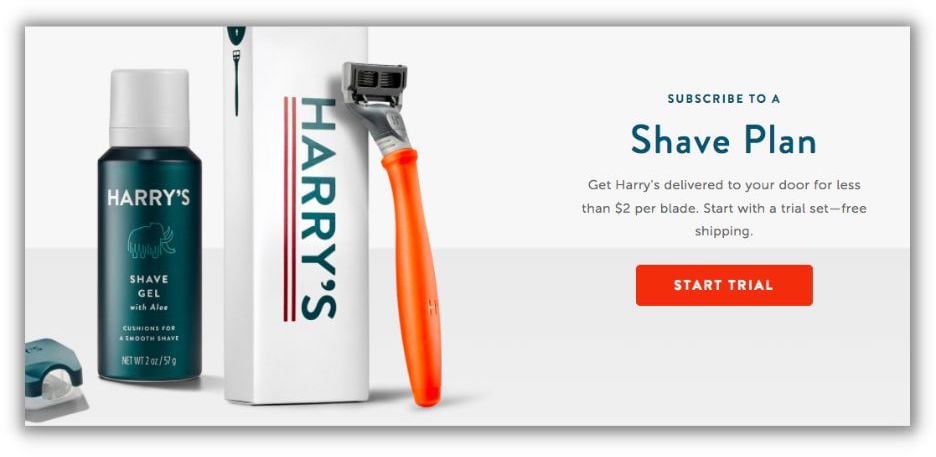 HARRY'S
SHAVE
GEL
with Aloe
CUSHIONS FOR
A SMOOTH SHAVE
NET WT 2 oz / 57 g
HARRY'S
SUBSCRIBE TO A
Shave Plan
Get Harry's delivered to your door for less
than $2 per blade. Start with a trial set—free
shipping.
START TRIAL